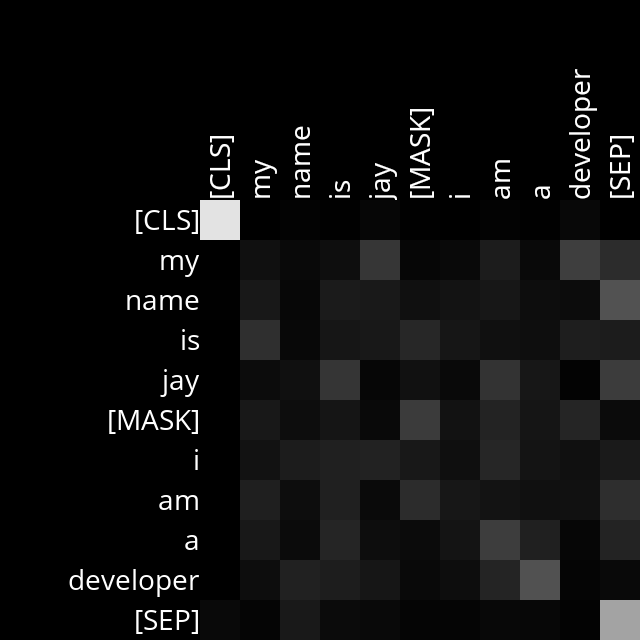 [CLS]
my
name
is
jay
[MASK]
i
am
a
developer
[SEP]
[CLS]
my
name
is
jay
[MASK]
i
am
a
developer
[SEP]